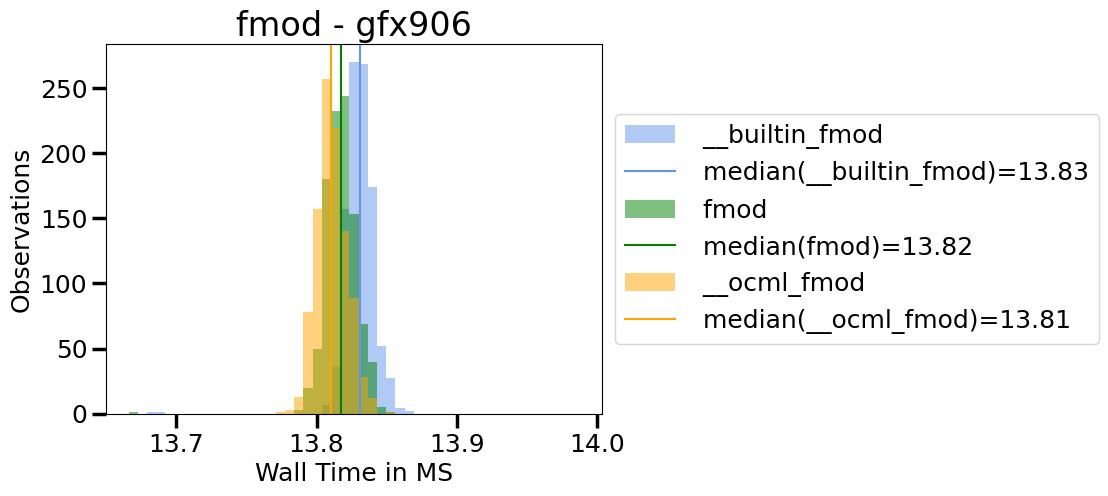 fmod - gfx906
250
200
150
100
50
0
Observations
13.7
13.8
13.9
14.0
Wall Time in MS
__builtin_fmod
median(__builtin_fmod)=13.83
fmod
median(fmod)=13.82
__ocml_fmod
median(__ocml_fmod)=13.81